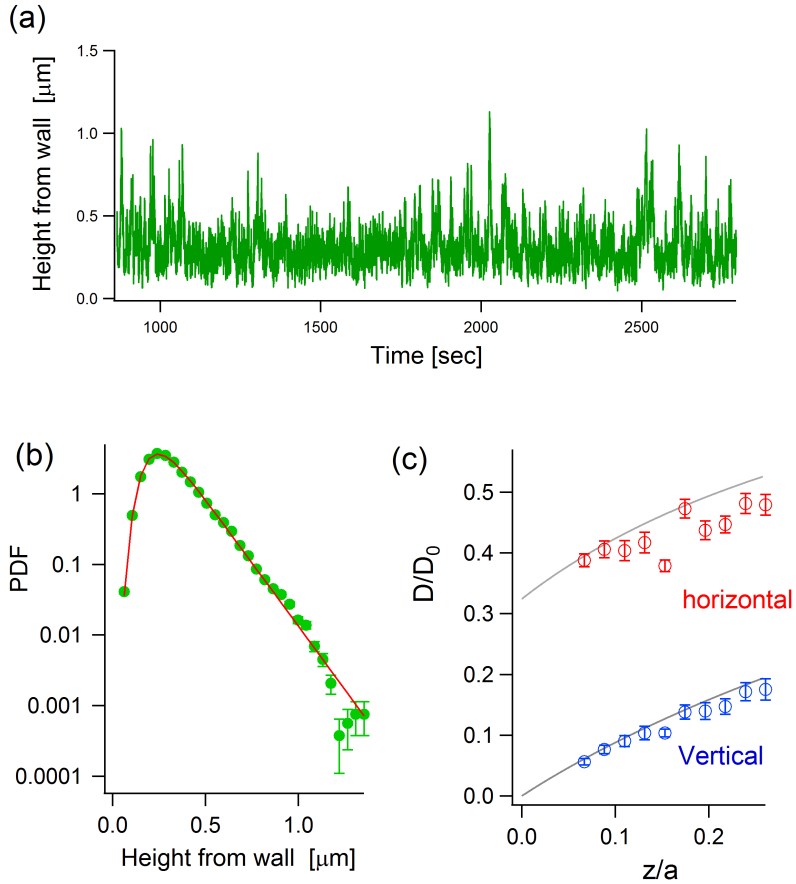 (a)
Height from wall [μm]
1.5
1.0
0.5
0.0
1000
1500
2000
2500
Time [sec]
(b)
PDF
1
0.1
0.01
0.001
0.0001
0.0
0.5
1.0
Height from wall [μm]
(c)
D/D0
0.5
0.4
0.3
0.2
0.1
0.0
horizontal
Vertical
0.0
0.1
0.2
z/a